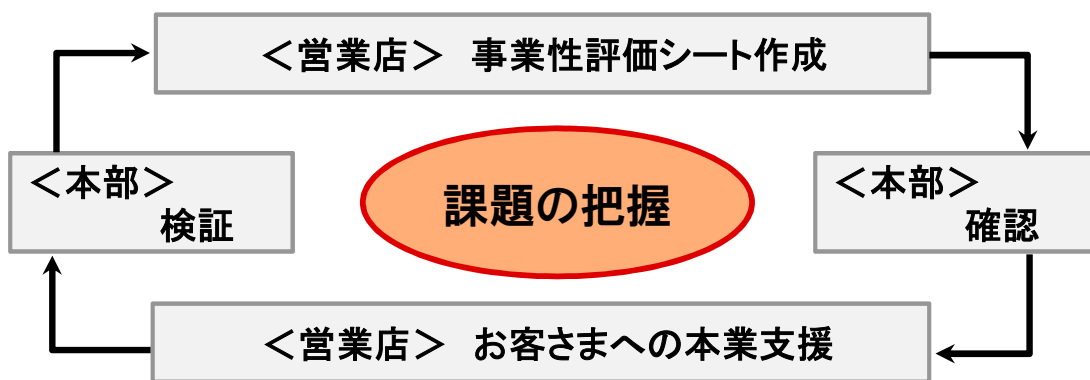 ＜営業店＞ 事業性評価シート作成
＜本部＞
検証
課題の把握
＜本部＞
確認
＜営業店＞ お客さまへの本業支援